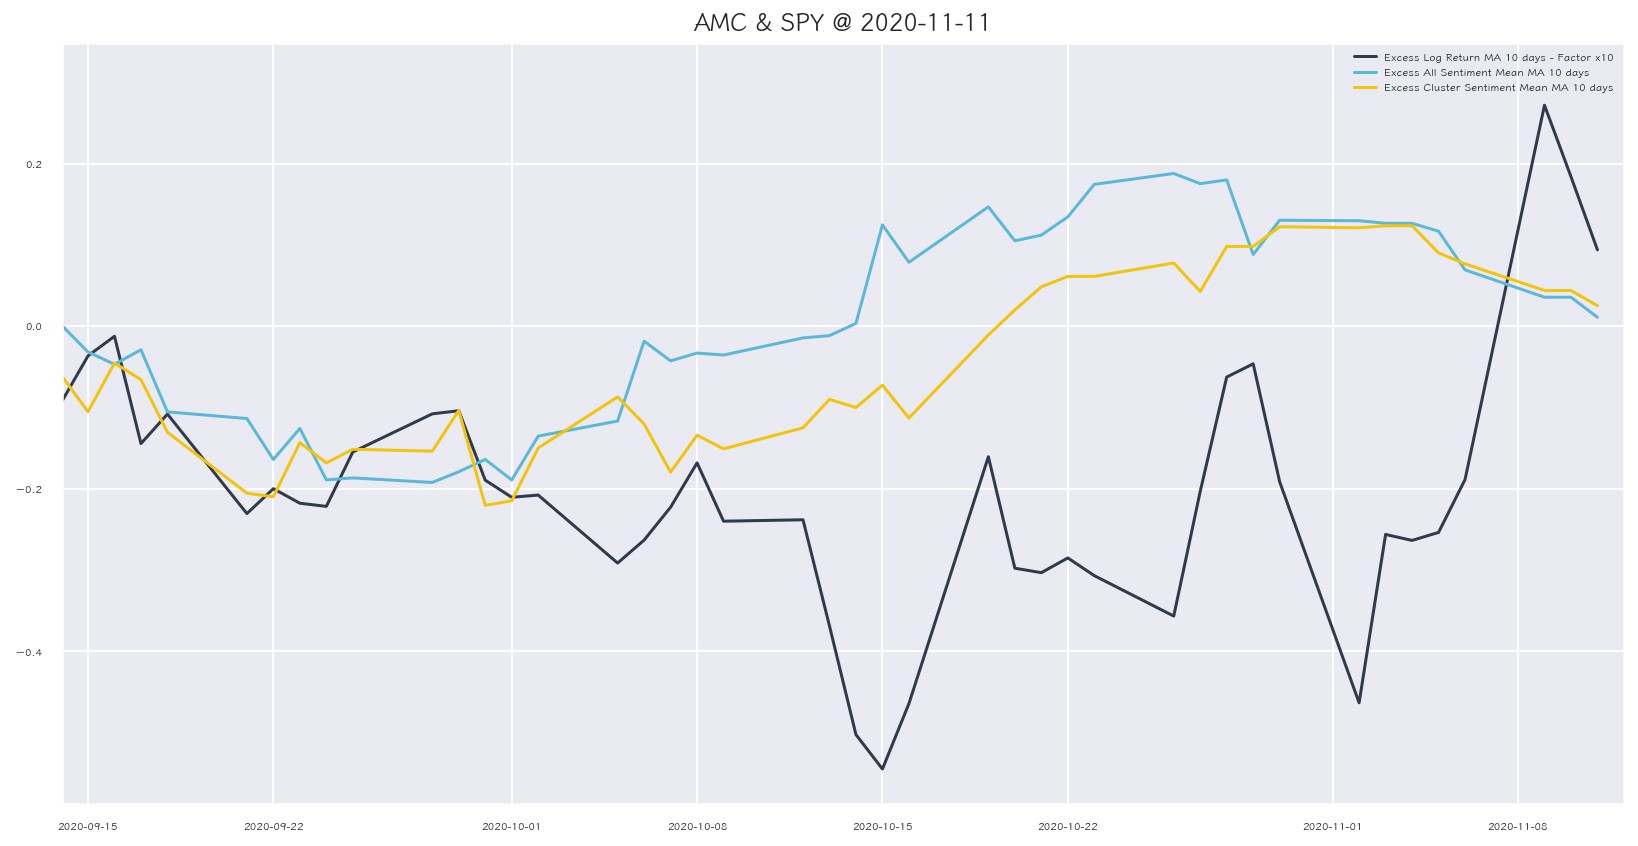 AMC & SPY @ 2020-11-11
Excess Log Return MA 10 days - Factor x10
Excess All Sentiment Mean MA 10 days
Excess Cluster Sentiment Mean MA 10 days
0.2
0.0
−0.2
−0.4
2020-09-15 2020-09-22 2020-10-01 2020-10-08 2020-10-15 2020-10-22 2020-11-01 2020-11-08